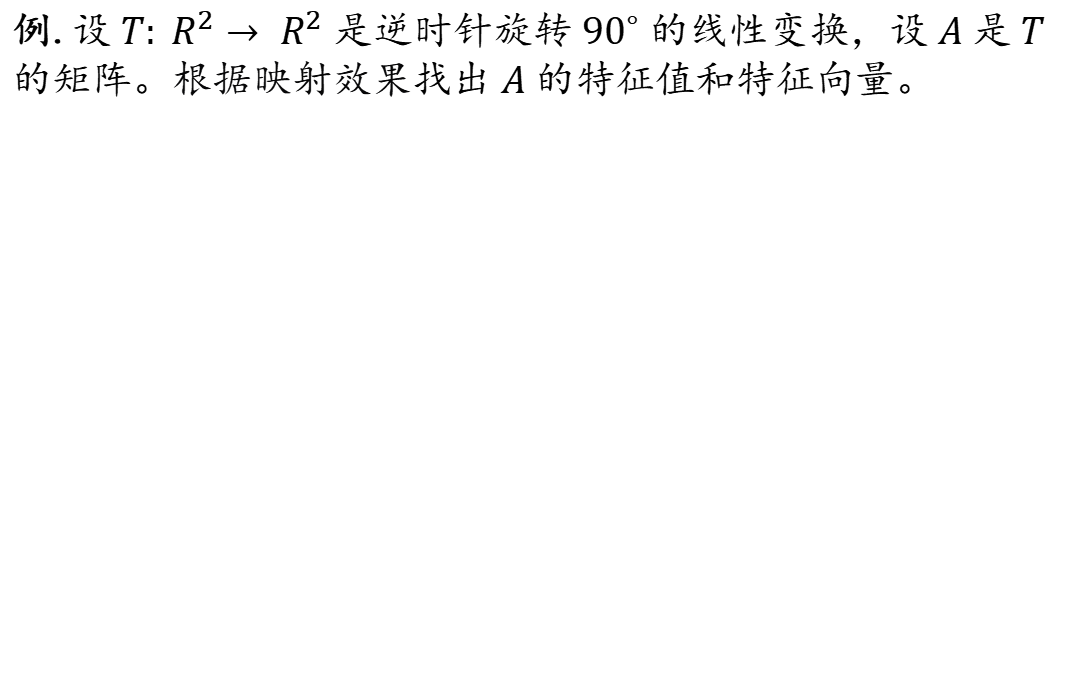 例. 设 T: R² → R² 是逆时针旋转 90° 的线性变换，设 A 是 T
的矩阵。根据映射效果找出 A 的特征值和特征向量。